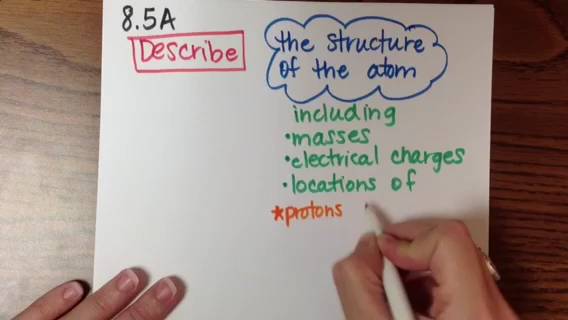 8.5A
Describe
the structure
of the atom
including
•masses
•electrical charges
•locations of
*protons